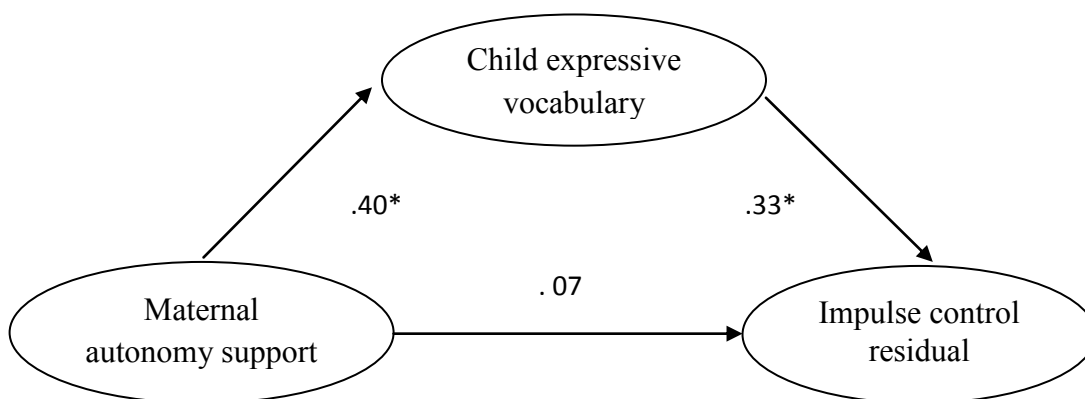 Child expressive
vocabulary
.40*
.33*
. 07
Maternal
autonomy support
Impulse control
residual